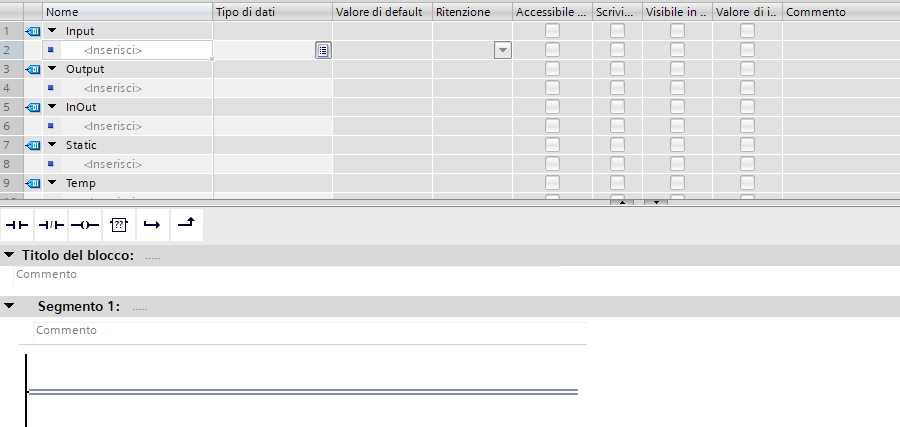 Nome Tipo di dati Valore di default Ritenzione Accessibile ... Scrivi... Visibile in .. Valore di i.. Commento
1 Input
2 <Inserisci>
3 Output
4 <Inserisci>
5 InOut
6 <Inserisci>
7 Static
8 <Inserisci>
9 Temp
??
Titolo del blocco: .....
Commento
Segmento 1: .....
Commento